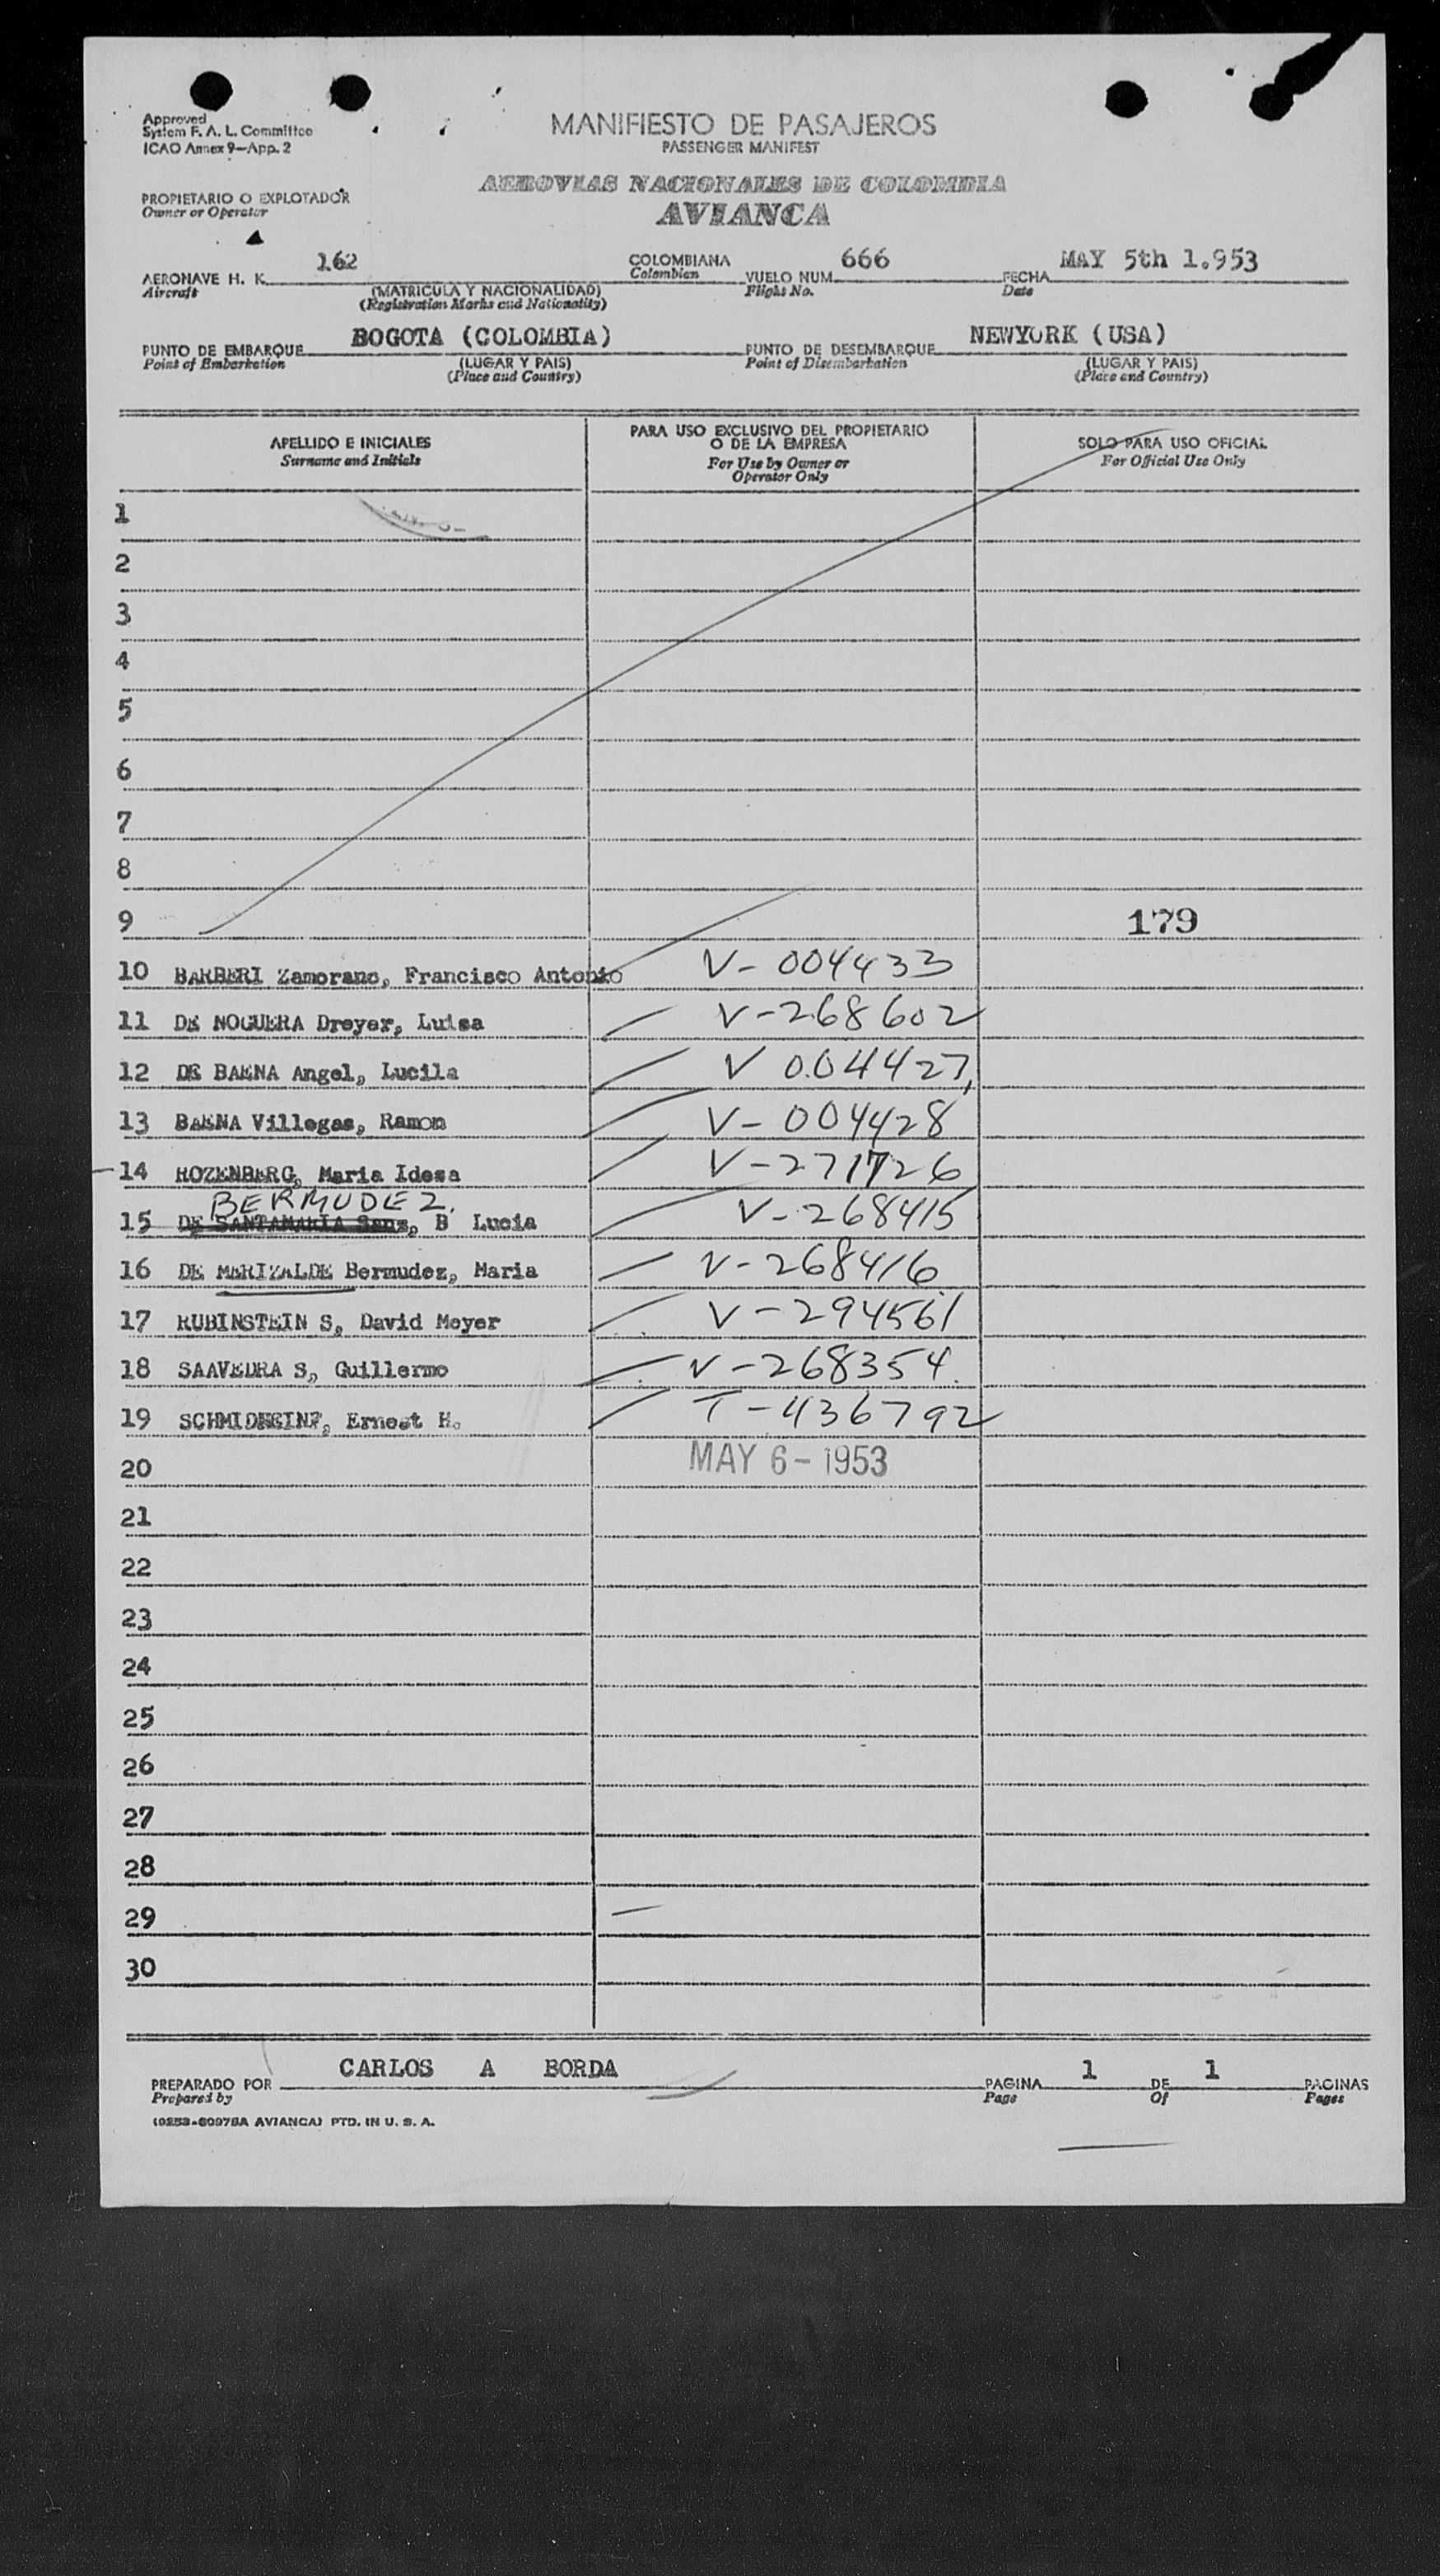 Approved
System F. A. L. Committee
ICAO Annex 9—App. 2
MANIFIESTO DE PASAJEROS
PASSENGER MANIFEST
AEROVIAS NACIONALES DE COLOMBIA
AVIANCA
PROPIETARIO O EXPLOTADOR
Owner or Operator
AERONAVE H. K. 162 COLOMBIANA VUELO NUM. 666 FECHA MAY 5th 1.953
Aircraft (MATRICULA Y NACIONALIDAD) Colombian Flight No. Date
(Registration Marks and Nationality)
PUNTO DE EMBARQUE BOGOTA (COLOMBIA) PUNTO DE DESEMBARQUE NEWYORK (USA)
Point of Embarkation (LUGAR Y PAIS) Point of Disembarkation (LUGAR Y PAIS)
(Place and Country) (Place and Country)
APELLIDO E INICIALES PARA USO EXCLUSIVO DEL PROPIETARIO O DE LA EMPRESA SOLO PARA USO OFICIAL
Surname and Initials For Use by Owner or Operator Only For Official Use Only
1
2
3
4
5
6
7
8
9 179
10 BARBERI Zamorano, Francisco Antonio V-004433
11 DE NOGUERA Dreyer, Luisa V-268602
12 DE BAENA Angel, Lucila V 004427
13 BAENA Villegas, Ramon V-004428
14 ROZENBERG, Maria Idesa V-271726
BERMUDEZ.
15 DE SANTAMARIA Sanz, B Lucia V-268415
16 DE MERIZALDE Bermudez, Maria V-268416
17 RUBINSTEIN S, David Meyer V-294561
18 SAAVEDRA S, Guillermo V-268354
19 SCHMIDHEINY, Ernest H. T-436792
20 MAY 6-1953
21
22
23
24
25
26
27
28
29
30
PREPARADO POR CARLOS A BORDA PAGINA 1 DE 1 PAGINAS
Prepared by Page Of Pages
(0253-60978A AVIANCA) PTD. IN U. S. A.